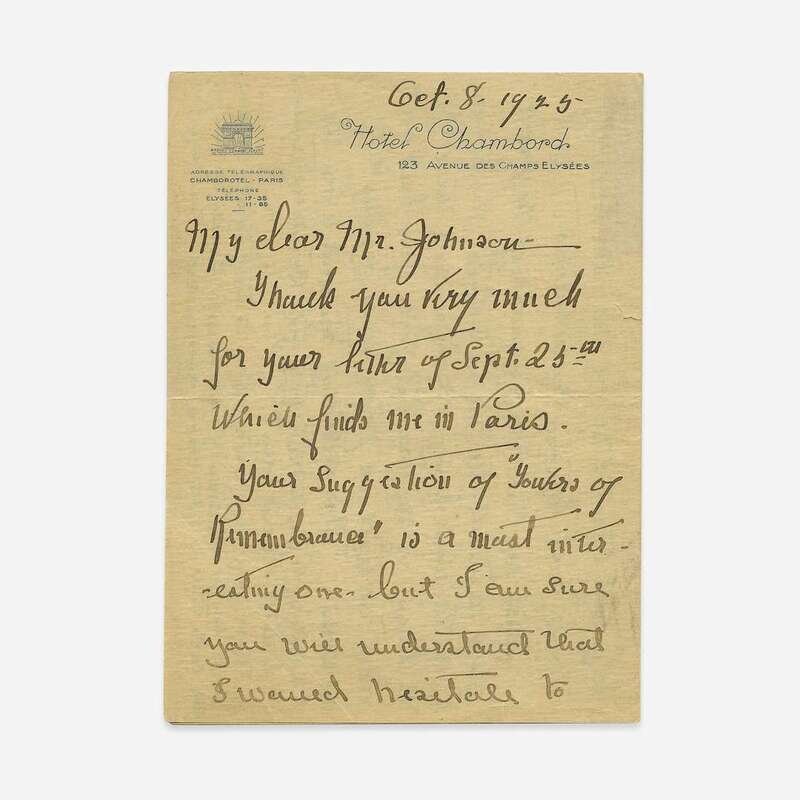 Oct. 8. 1925
Hotel Chambord
123 AVENUE DES CHAMPS ELYSÉES
ADRESSE TÉLÉGRAPHIQUE
CHAMBOROTEL - PARIS
TÉLÉPHONE
ELYSÉES 17-35
11-86
My dear Mr. Johnson -
Thank you very much
for your letter of Sept. 25th
which finds me in Paris.
Your suggestion of "Towers of
Remembrance" is a most inter-
-esting one - but I am sure
you will understand that
I would hesitate to